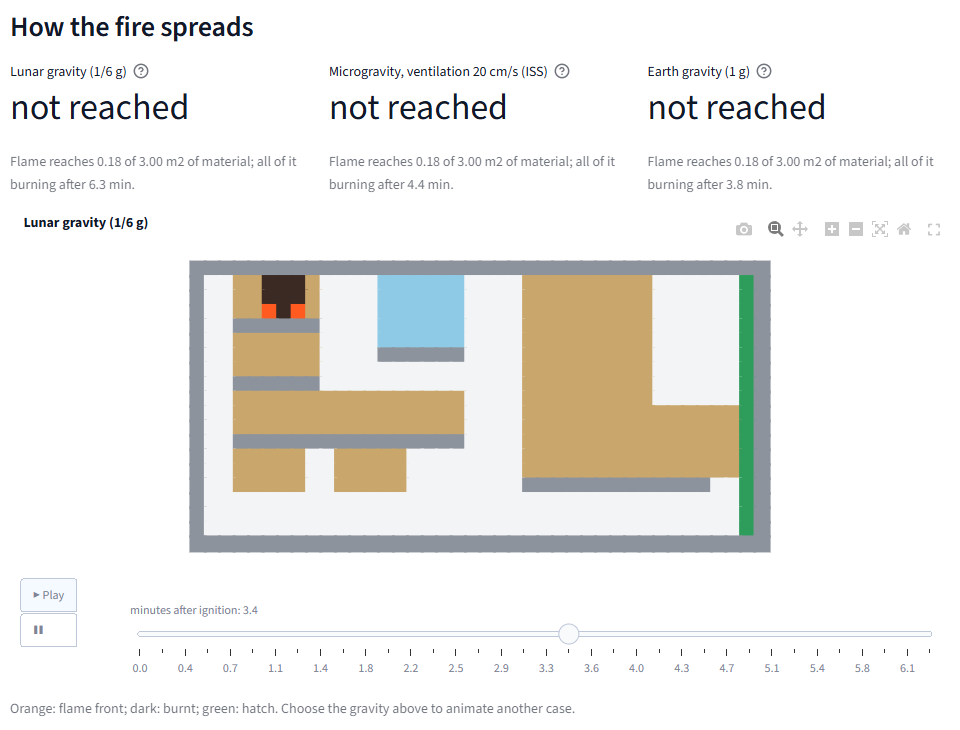 How the fire spreads
Lunar gravity (1/6 g)
not reached
Flame reaches 0.18 of 3.00 m2 of material; all of it
burning after 6.3 min.
Microgravity, ventilation 20 cm/s (ISS)
not reached
Flame reaches 0.18 of 3.00 m2 of material; all of it
burning after 4.4 min.
Earth gravity (1 g)
not reached
Flame reaches 0.18 of 3.00 m2 of material; all of it
burning after 3.8 min.
Lunar gravity (1/6 g)
Play
minutes after ignition: 3.4
0.0 0.4 0.7 1.1 1.4 1.8 2.2 2.5 2.9 3.3 3.6 4.0 4.3 4.7 5.1 5.4 5.8 6.1
Orange: flame front; dark: burnt; green: hatch. Choose the gravity above to animate another case.